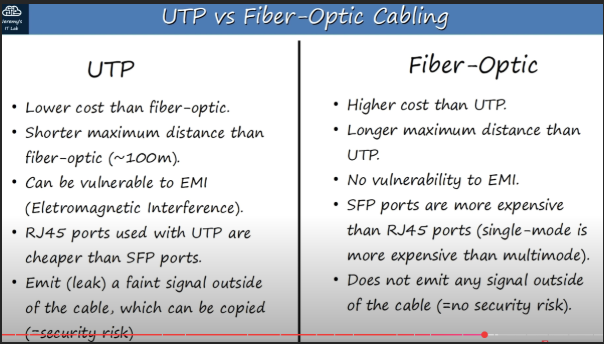 Jeremy's
IT Lab
UTP vs Fiber-Optic Cabling
UTP
• Lower cost than fiber-optic.
• Shorter maximum distance than
fiber-optic (~100m).
• Can be vulnerable to EMI
(Eletromagnetic Interference).
• RJ45 ports used with UTP are
cheaper than SFP ports.
• Emit (leak) a faint signal outside
of the cable, which can be copied
(=security risk)
Fiber-Optic
• Higher cost than UTP.
• Longer maximum distance than
UTP.
• No vulnerability to EMI.
• SFP ports are more expensive
than RJ45 ports (single-mode is
more expensive than multimode).
• Does not emit any signal outside
of the cable (=no security risk).